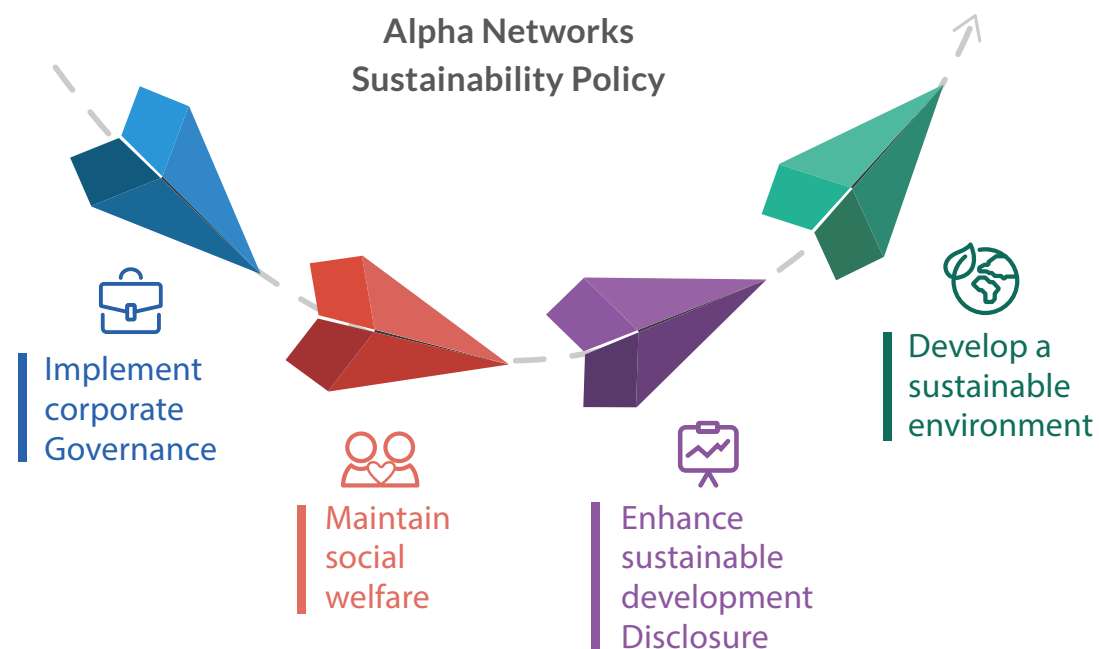 Alpha Networks
Sustainability Policy
Implement
corporate
Governance
Maintain
social
welfare
Enhance
sustainable
development
Disclosure
Develop a
sustainable
environment